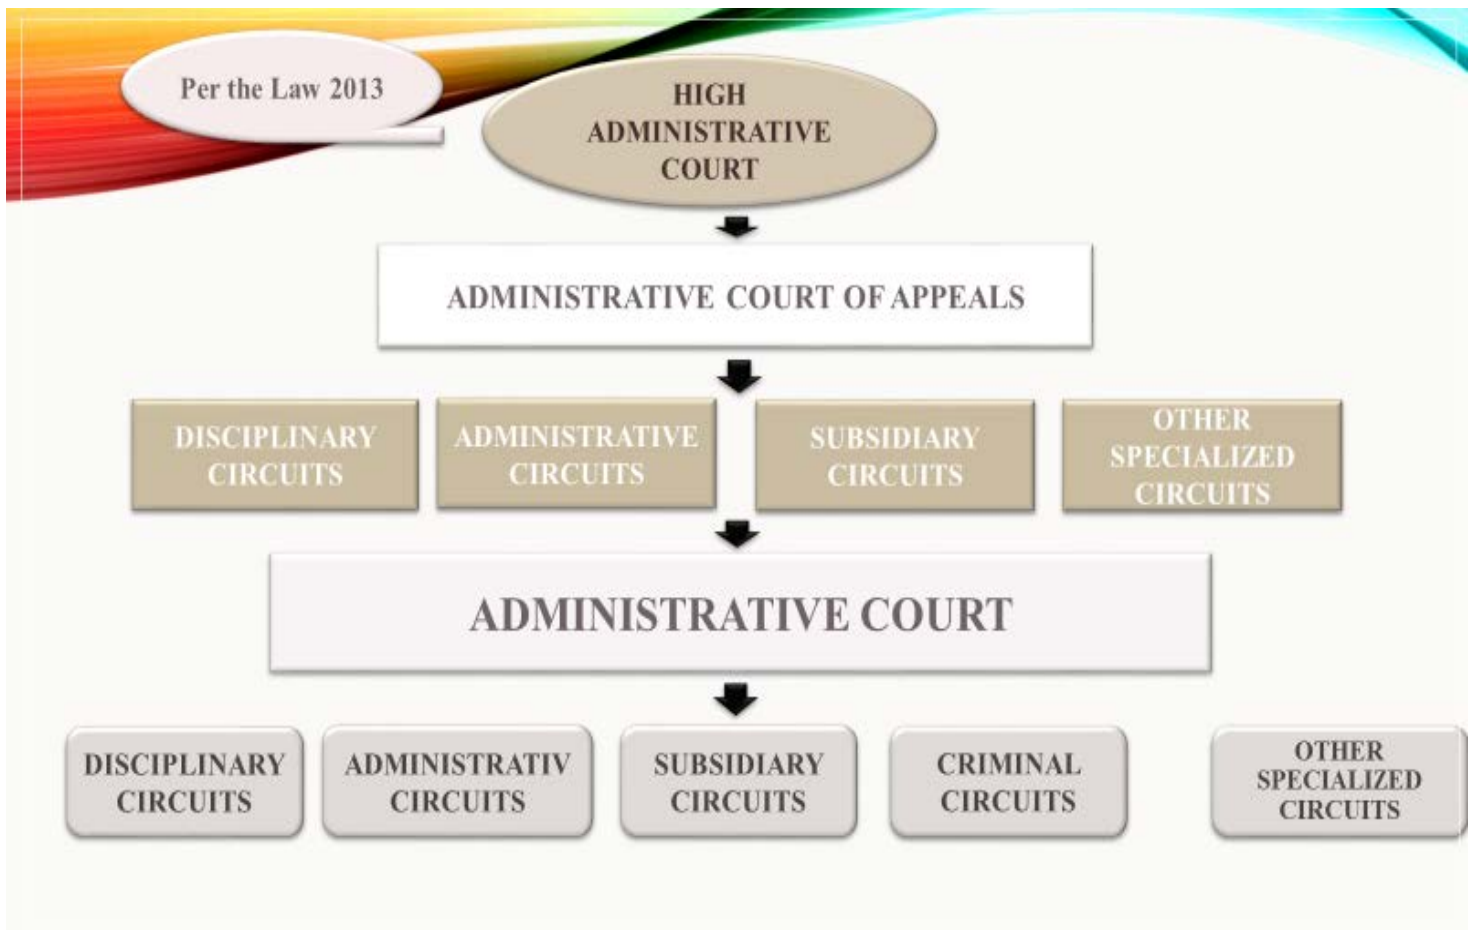 Per the Law 2013
HIGH
ADMINISTRATIVE
COURT
ADMINISTRATIVE COURT OF APPEALS
DISCIPLINARY
CIRCUITS
ADMINISTRATIVE
CIRCUITS
SUBSIDIARY
CIRCUITS
OTHER
SPECIALIZED
CIRCUITS
ADMINISTRATIVE COURT
DISCIPLINARY
CIRCUITS
ADMINISTRATIV
CIRCUITS
SUBSIDIARY
CIRCUITS
CRIMINAL
CIRCUITS
OTHER
SPECIALIZED
CIRCUITS